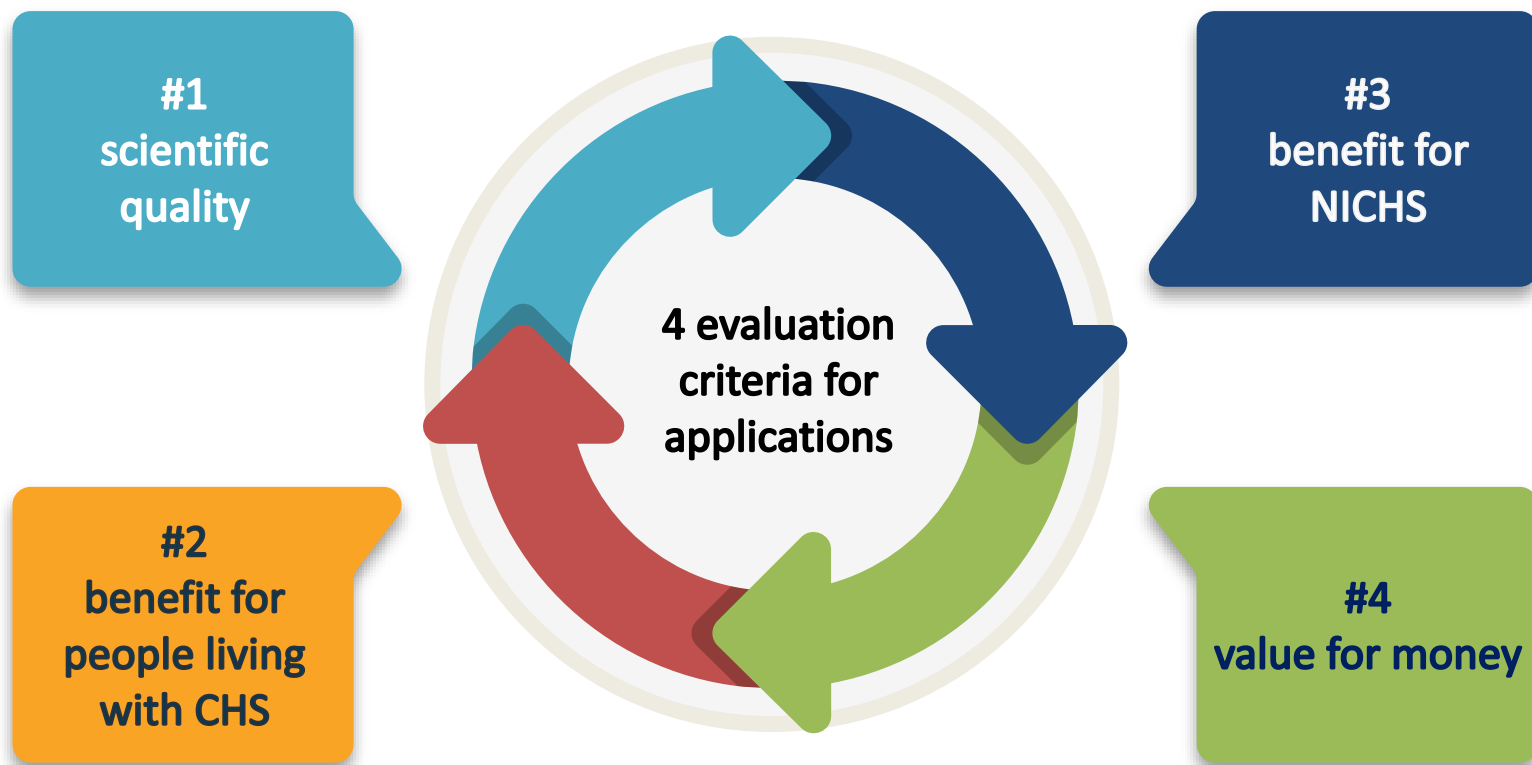 #1
scientific
quality
#3
benefit for
NICHS
4 evaluation
criteria for
applications
#2
benefit for
people living
with CHS
#4
value for money